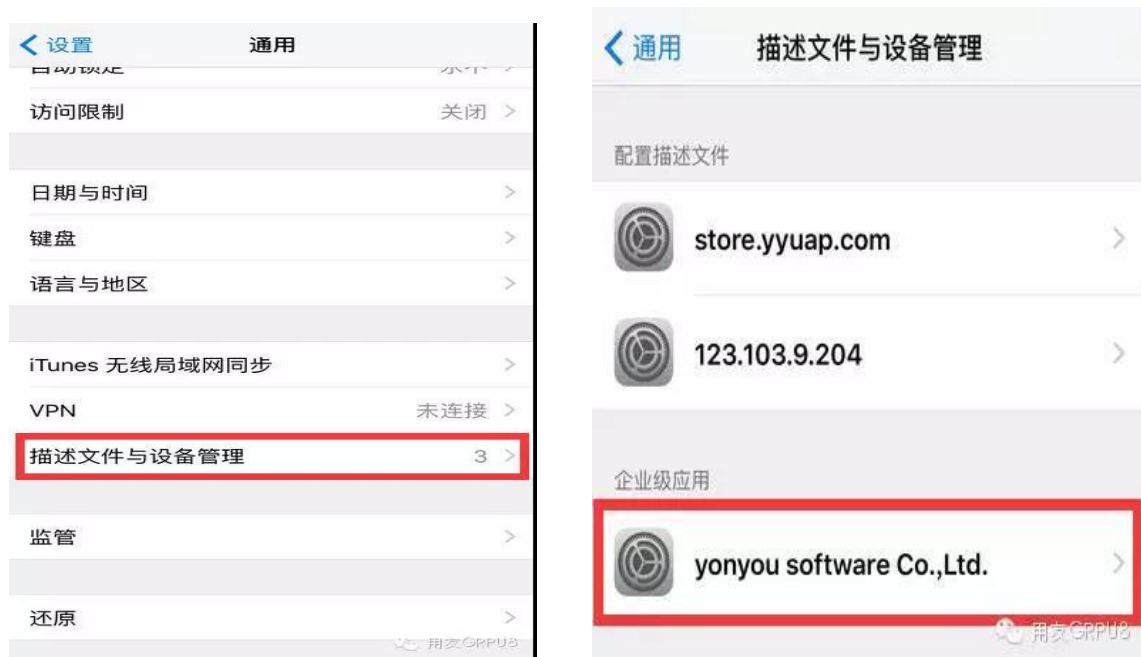 设置
通用
自动锁定
访问限制 关闭
日期与时间
键盘
语言与地区
iTunes 无线局域网同步
VPN 未连接
描述文件与设备管理 3
监管
还原
用友GRPU8
通用
描述文件与设备管理
配置描述文件
store.yyuap.com
123.103.9.204
企业级应用
yonyou software Co.,Ltd.
用友GRPU8